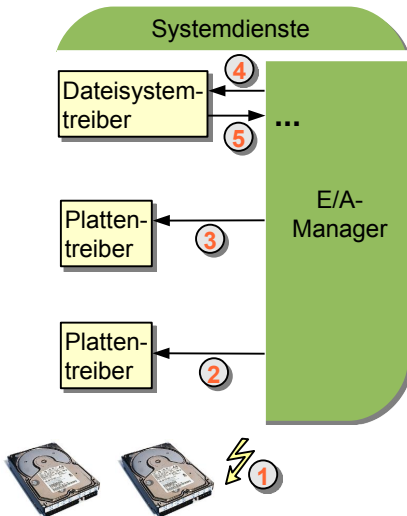 Systemdienste
4
Dateisystem-
treiber
5
...
E/A-
Manager
Platten-
treiber
3
Platten-
treiber
2
1